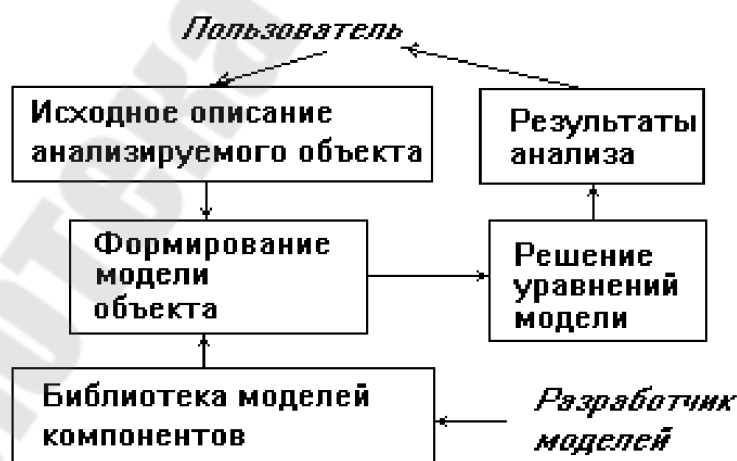 Пользователь
Исходное описание
анализируемого объекта
Результаты
анализа
Формирование
модели
объекта
Решение
уравнений
модели
Библиотека моделей
компонентов
Разработчик
моделей